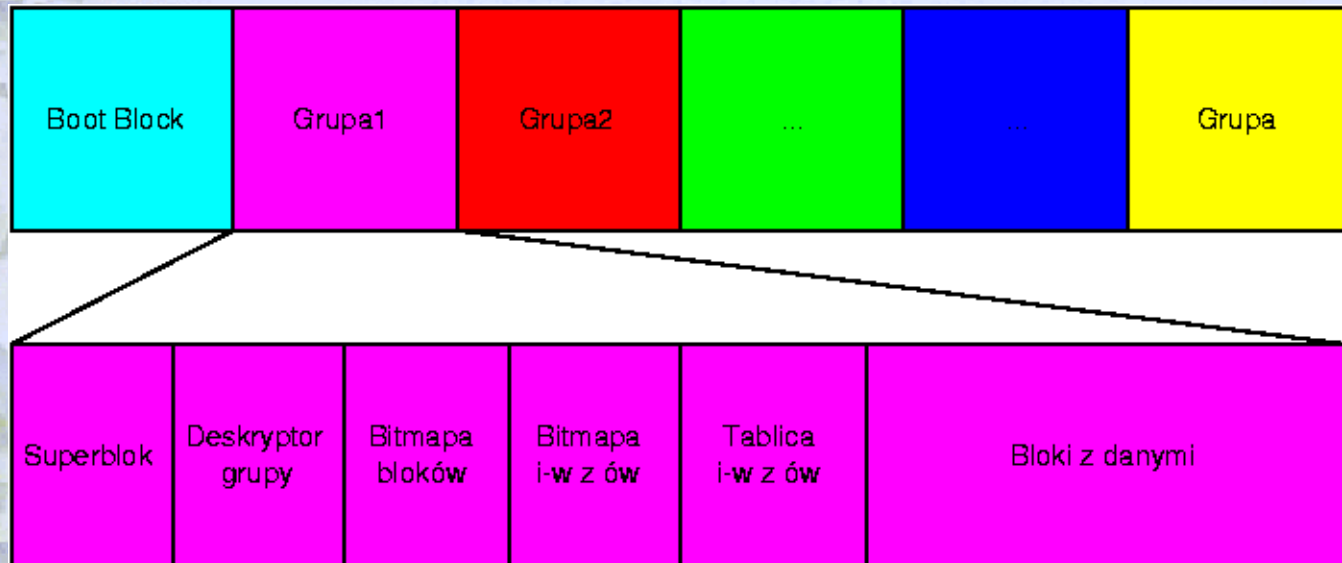 Boot Block
Grupa1
Grupa2
...
...
Grupa
Superblok
Deskryptor
grupy
Bitmapa
bloków
Bitmapa
i-w z ów
Tablica
i-w z ów
Bloki z danymi